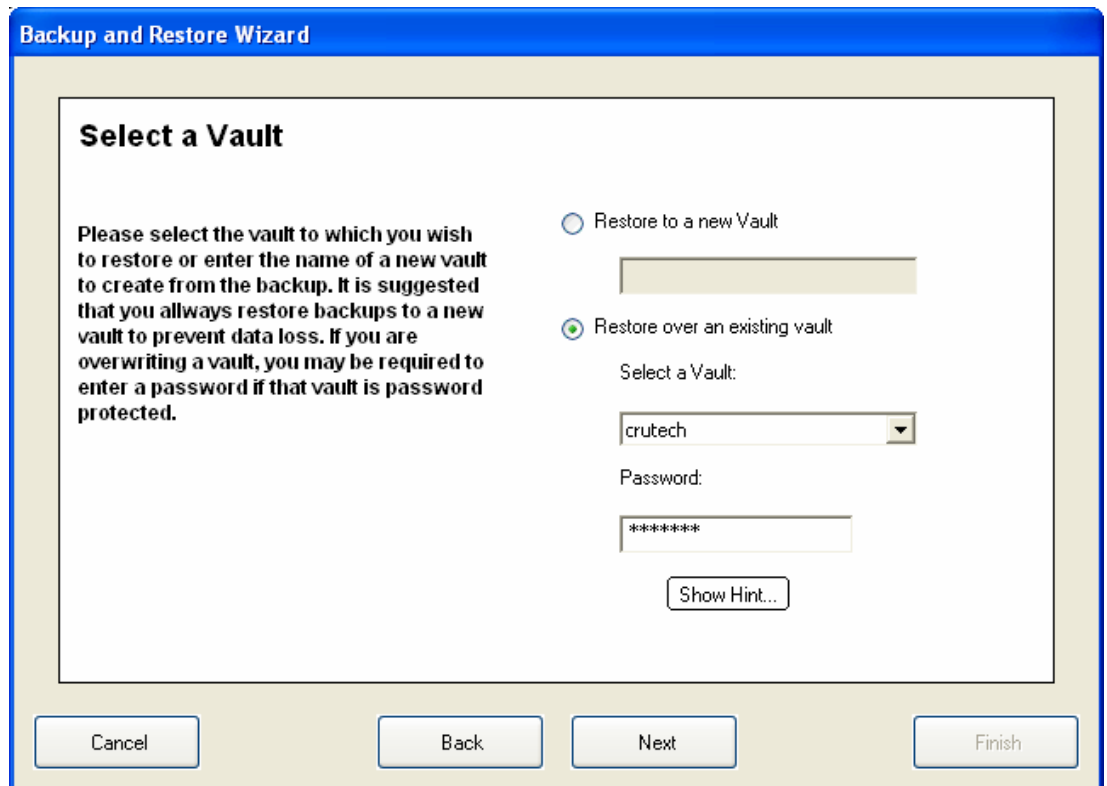 Backup and Restore Wizard
Select a Vault
Please select the vault to which you wish
to restore or enter the name of a new vault
to create from the backup. It is suggested
that you allways restore backups to a new
vault to prevent data loss. If you are
overwriting a vault, you may be required to
enter a password if that vault is password
protected.
Restore to a new Vault
Restore over an existing vault
Select a Vault:
crutech
Password:
*******
Show Hint...
Cancel
Back
Next
Finish